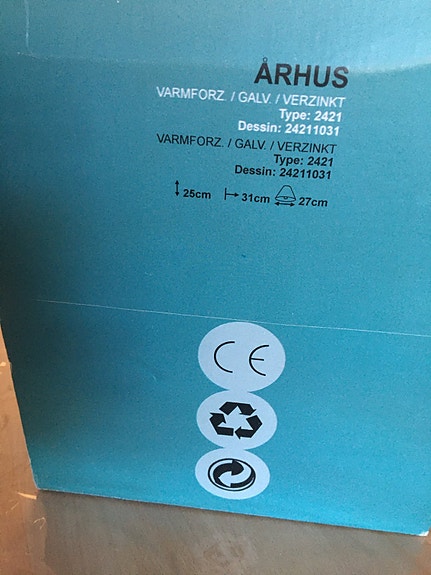 ÅRHUS
VARMFORZ. / GALV. / VERZINKT
Type: 2421
Dessin: 24211031
VARMFORZ. / GALV. / VERZINKT
Type: 2421
Dessin: 24211031
25cm 31cm 27cm
CE